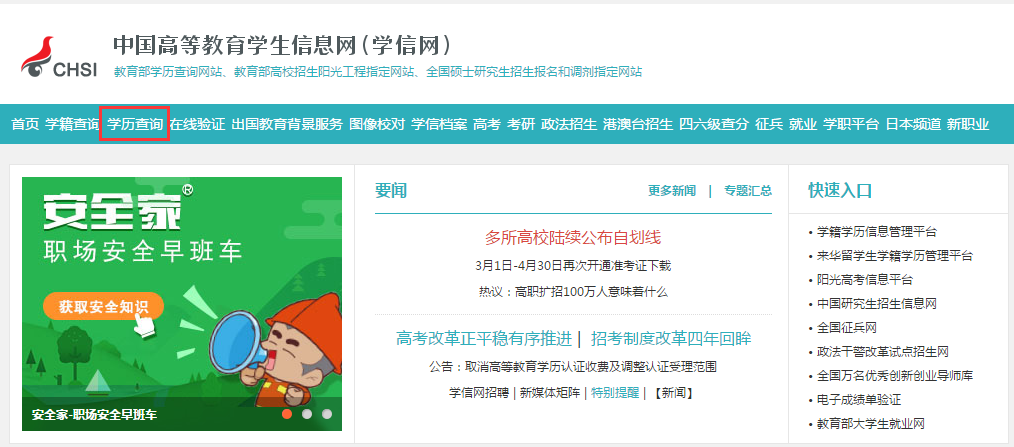 CHSI
中国高等教育学生信息网(学信网)
教育部学历查询网站、教育部高校招生阳光工程指定网站、全国硕士研究生招生报名和调剂指定网站
首页 学籍查询 学历查询 在线验证 出国教育背景服务 图像校对 学信档案 高考 考研 政法招生 港澳台招生 四六级查分 征兵 就业 学职平台 日本频道 新职业
安全家®
职场安全早班车
获取安全知识
安全家-职场安全早班车
要闻
更多新闻 | 专题汇总
多所高校陆续公布自划线
3月1日-4月30日再次开通准考证下载
热议：高职扩招100万人意味着什么
高考改革正平稳有序推进 | 招考制度改革四年回眸
公告：取消高等教育学历认证收费及调整认证受理范围
学信网招聘 | 新媒体矩阵 | 特别提醒 | 【新闻】
快速入口
• 学籍学历信息管理平台
• 来华留学生学籍学历管理平台
• 阳光高考信息平台
• 中国研究生招生信息网
• 全国征兵网
• 政法干警改革试点招生网
• 全国万名优秀创新创业导师库
• 电子成绩单验证
• 教育部大学生就业网